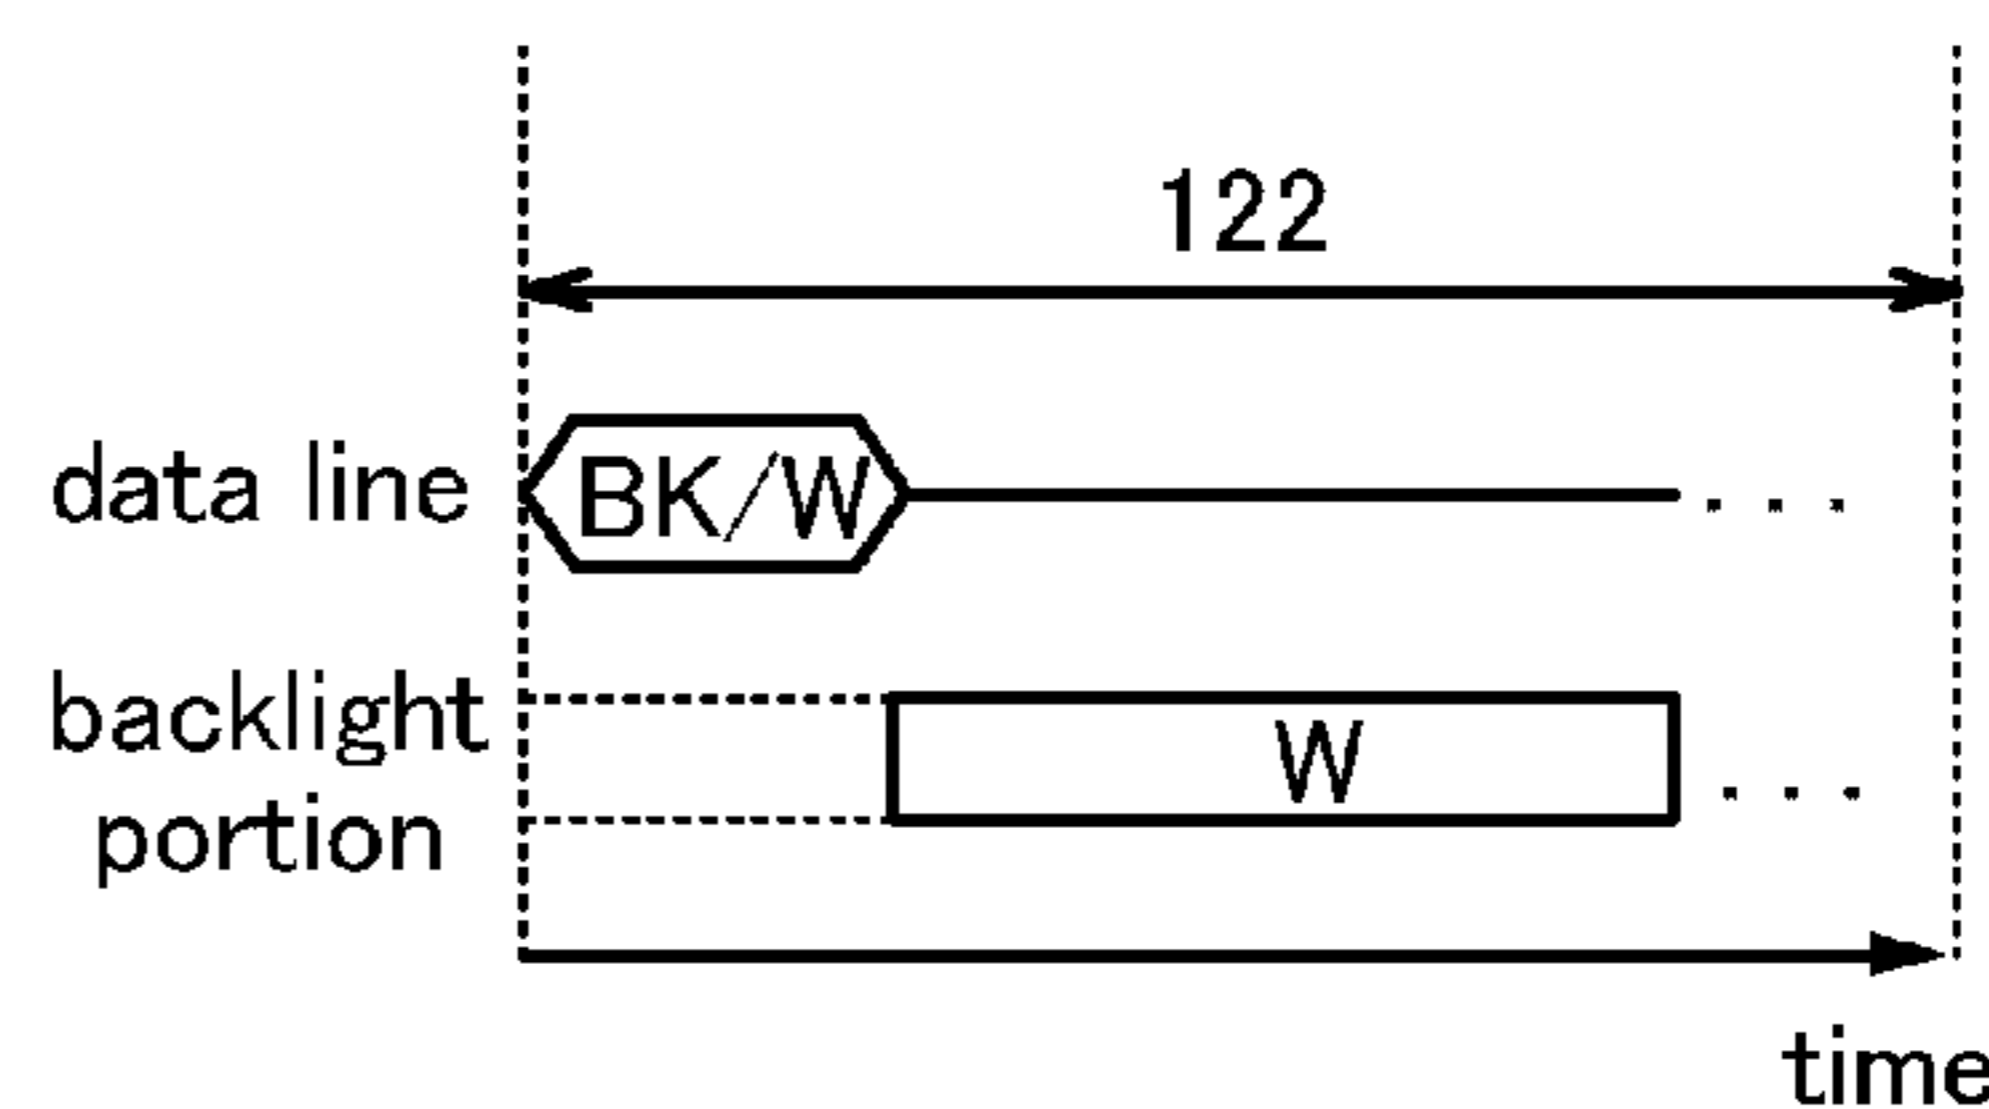 122
data line
BK/W
. . .
backlight
portion
W
. . .
time